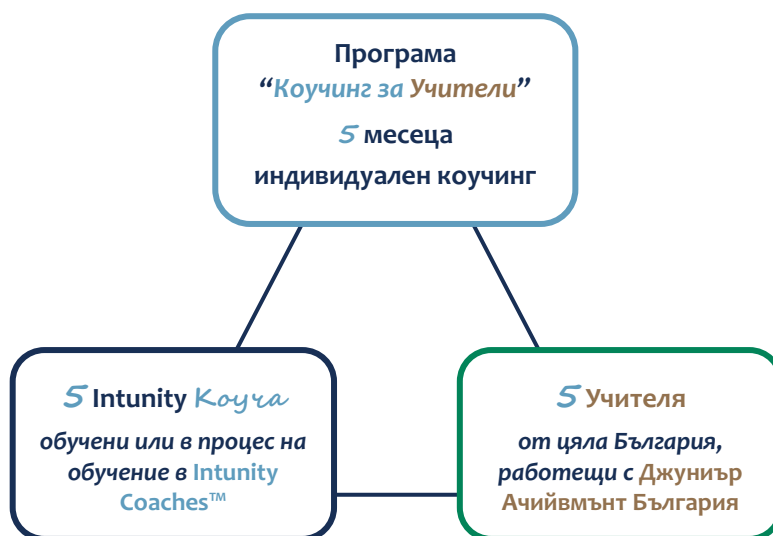 Програма
“Коучинг за Учители”
5 месеца
индивидуален коучинг
5 Intunity Коуча
обучени или в процес на
обучение в Intunity
Coaches™
5 Учителя
от цяла България,
работещи с Джуниър
Ачийвмънт България